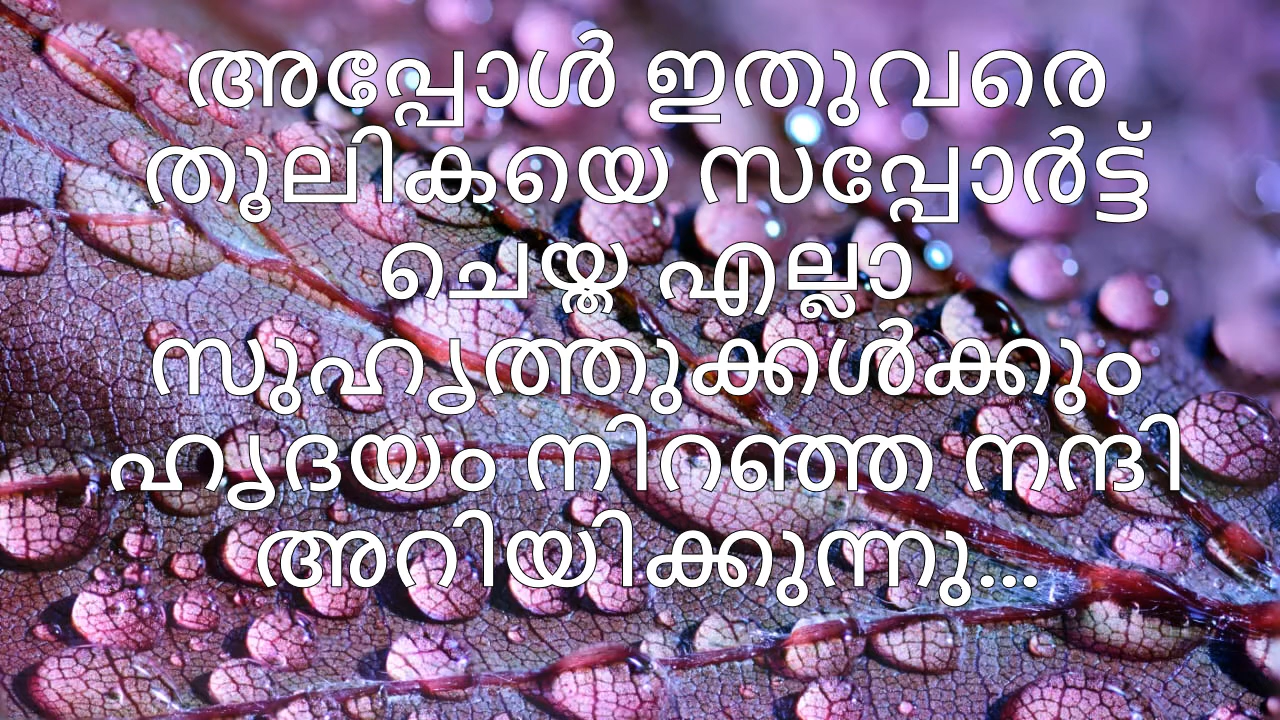 അപ്പോൾ ഇതുവരെ
തൂലികയെ സപ്പോർട്ട്
ചെയ്ത എല്ലാ
സുഹൃത്തുക്കൾക്കും
ഹൃദയം നിറഞ്ഞ നന്ദി
അറിയിക്കുന്നു...